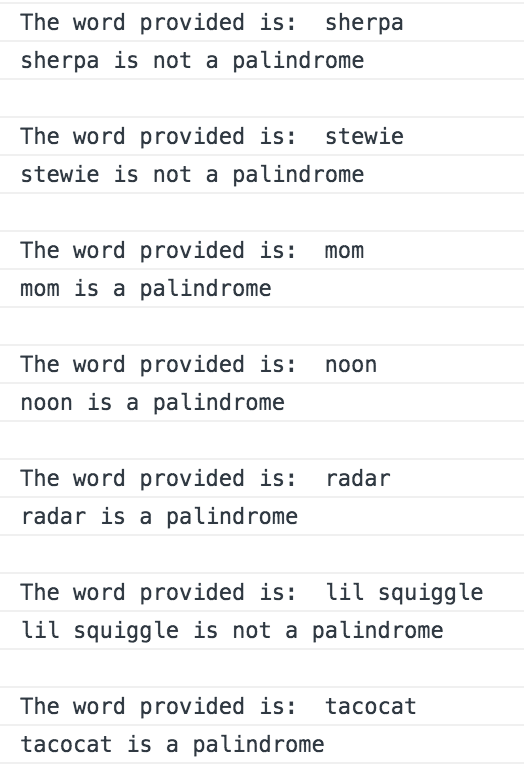 The word provided is:  sherpa
sherpa is not a palindrome
The word provided is:  stewie
stewie is not a palindrome
The word provided is:  mom
mom is a palindrome
The word provided is:  noon
noon is a palindrome
The word provided is:  radar
radar is a palindrome
The word provided is:  lil squiggle
lil squiggle is not a palindrome
The word provided is:  tacocat
tacocat is a palindrome